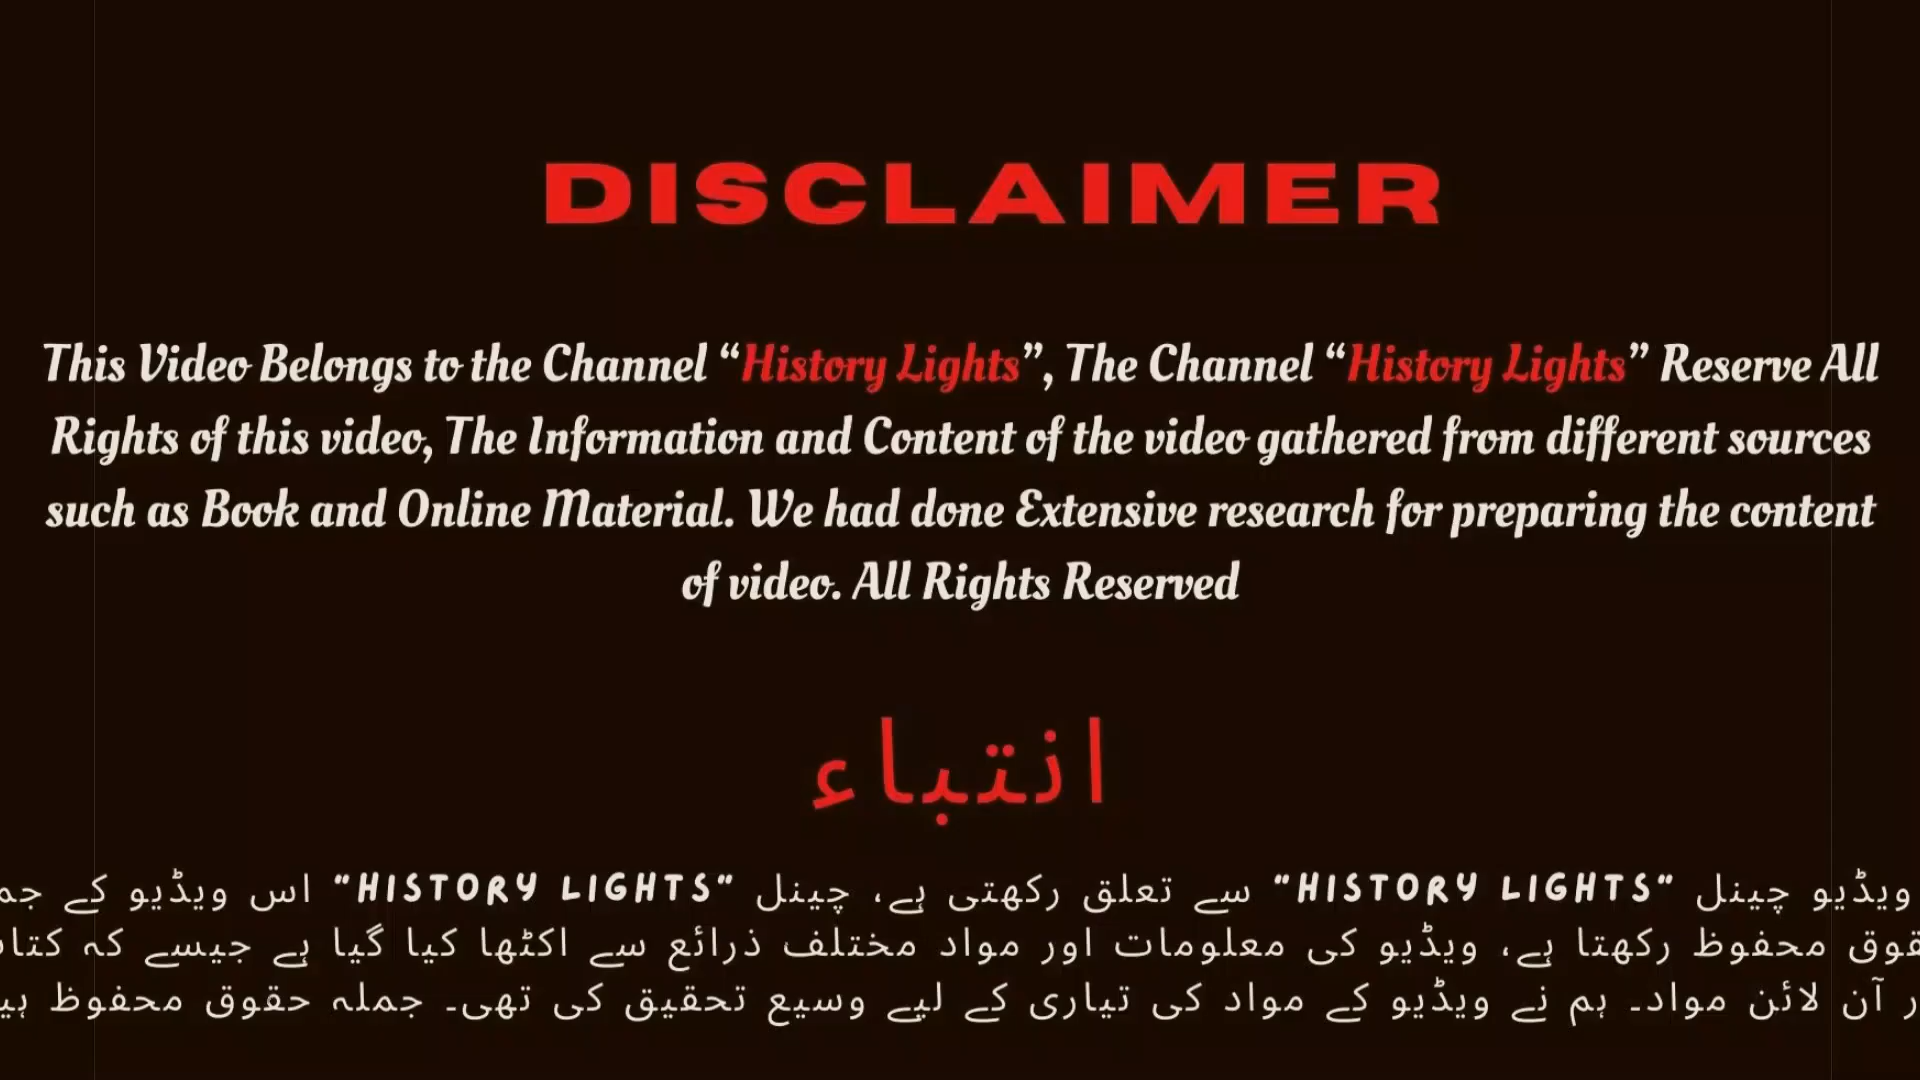 DISCLAIMER
This Video Belongs to the Channel “History Lights”, The Channel “History Lights” Reserve All
Rights of this video, The Information and Content of the video gathered from different sources
such as Book and Online Material. We had done Extensive research for preparing the content
of video. All Rights Reserved
انتباء
ویڈیو چینل "HISTORY LIGHTS" سے تعلق رکھتی ہے، چینل "HISTORY LIGHTS" اس ویڈیو کے
محفوظ رکھتا ہے، ویڈیو کی معلومات اور مواد مختلف ذرائع سے اکٹھا کیا گیا ہے جیسے کہ
آن لائن مواد۔ ہم نے ویڈیو کے مواد کی تیاری کے لیے وسیع تحقیق کی تھی۔ جملہ حقوق محفوظ